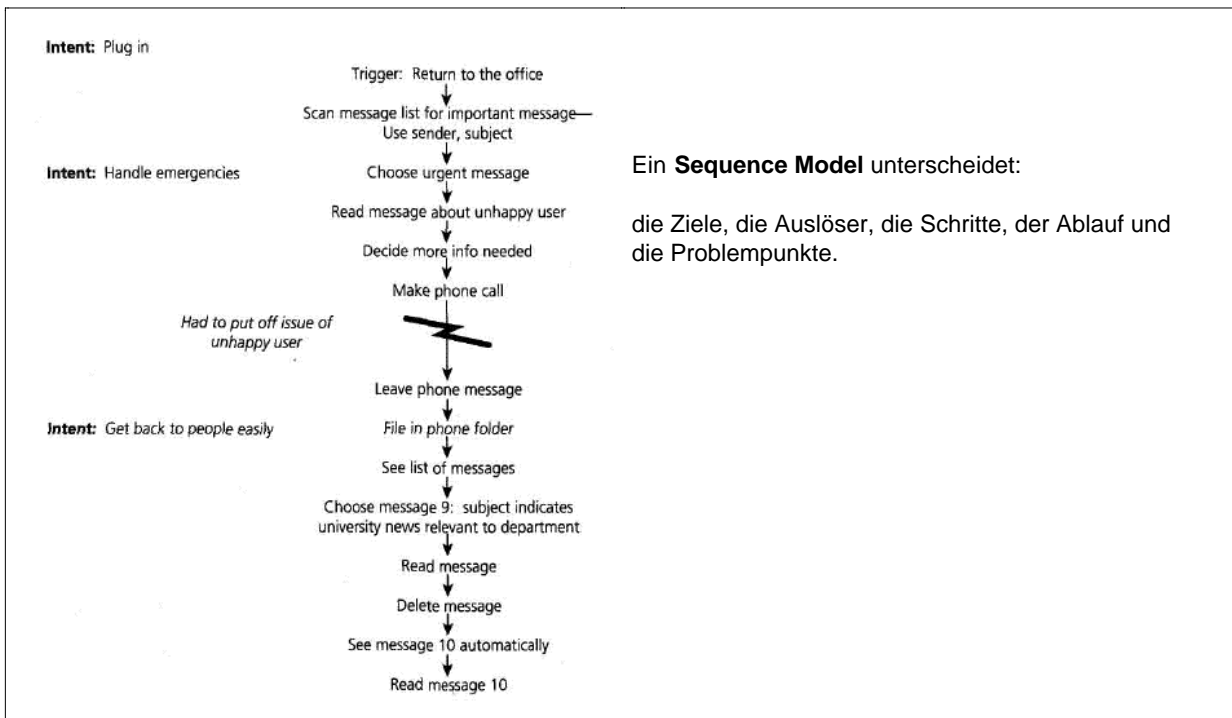 Intent: Plug in
Trigger: Return to the office
Scan message list for important message—
Use sender, subject
Intent: Handle emergencies
Choose urgent message
Read message about unhappy user
Decide more info needed
Make phone call
Had to put off issue of
unhappy user
Leave phone message
Intent: Get back to people easily
File in phone folder
See list of messages
Choose message 9: subject indicates
university news relevant to department
Read message
Delete message
See message 10 automatically
Read message 10
Ein Sequence Model unterscheidet:
die Ziele, die Auslöser, die Schritte, der Ablauf und
die Problempunkte.